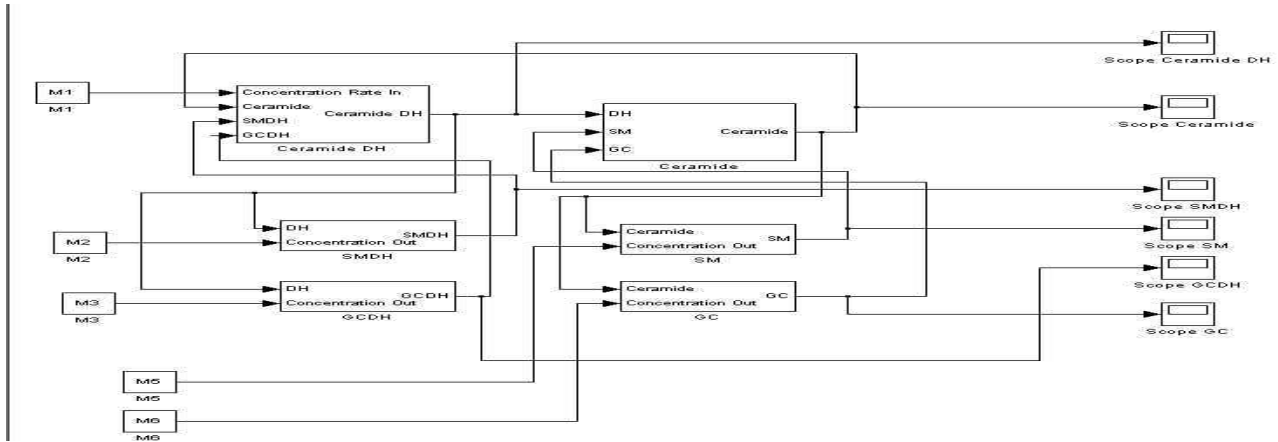 Scope Ceramide DH
M1
M1
Concentration Rate In
Ceramide
SMDH
GCDH
Ceramide DH
Ceramide DH
DH
SM
GC
Ceramide
Ceramide
Scope Ceramide
Scope SMDH
M2
M2
DH
Concentration Out
SMDH
SMDH
Ceramide
Concentration Out
SM
SM
Scope SM
Scope GCDH
M3
M3
DH
Concentration Out
GCDH
GCDH
Ceramide
Concentration Out
GC
GC
Scope GC
M5
M5
M6
M6